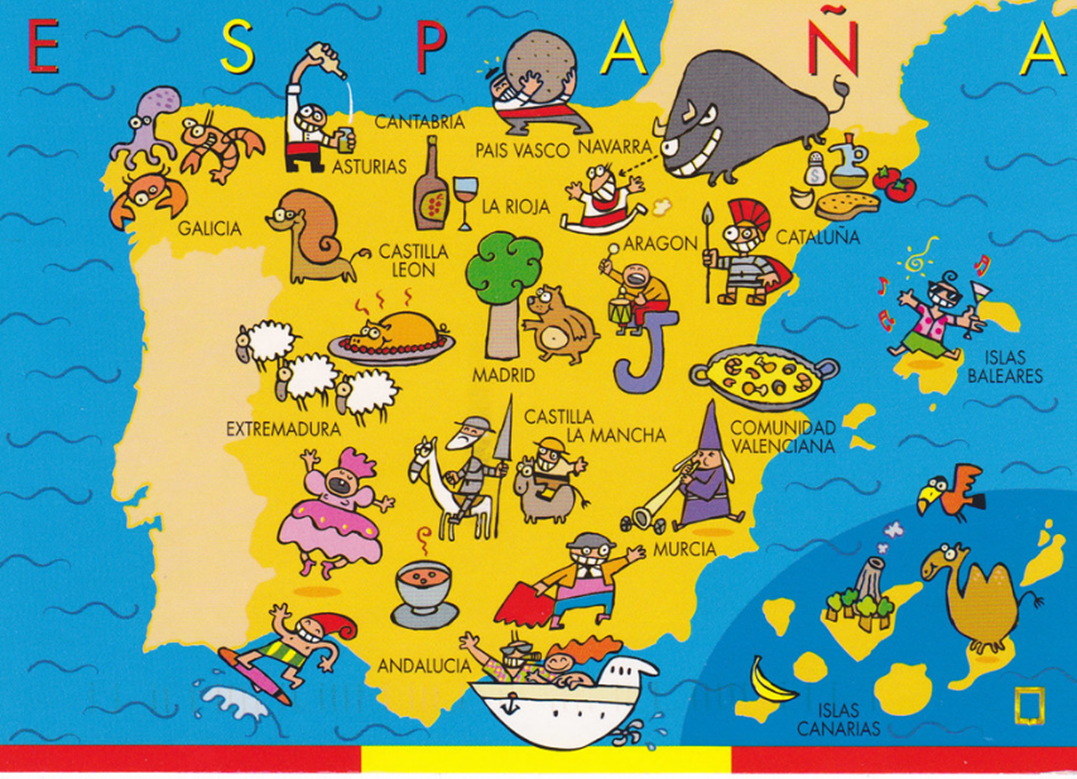 ESPAÑA
CANTABRIA
ASTURIAS
PAIS VASCO
NAVARRA
GALICIA
LA RIOJA
CASTILLA
LEON
ARAGON
CATALUÑA
S
MADRID
ISLAS
BALEARES
EXTREMADURA
CASTILLA
LA MANCHA
COMUNIDAD
VALENCIANA
MURCIA
ANDALUCIA
ISLAS
CANARIAS